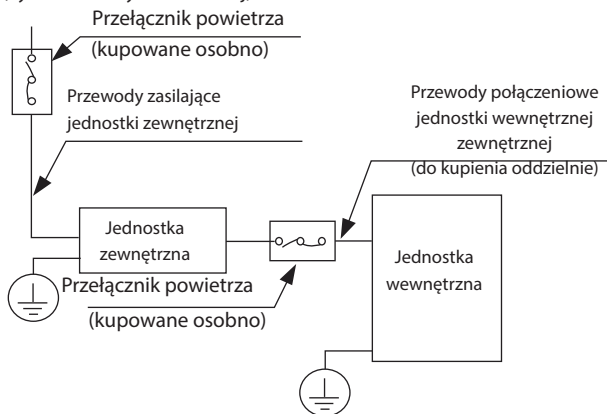 Przełącznik powietrza
(kupowane osobno)
Przewody zasilające
jednostki zewnętrznej
Przewody połączeniowe
jednostki wewnętrznej
zewnętrznej
(do kupienia oddzielnie)
Jednostka
zewnętrzna
Przełącznik powietrza
(kupowane osobno)
Jednostka
wewnętrzna